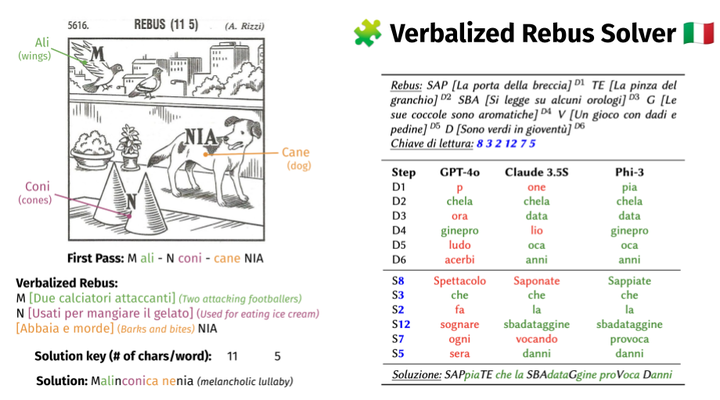 5616. REBUS (11 5) (A. Rizzi)
Ali
(wings)
M
NIA
Cane
(dog)
Coni
(cones)
N
First Pass: M ali - N coni - cane NIA
Verbalized Rebus:
M [Due calciatori attaccanti] (Two attacking footballers)
N [Usati per mangiare il gelato] (Used for eating ice cream)
[Abbaia e morde] (Barks and bites) NIA
Solution key (# of chars/word): 11 5
Solution: Malinconica nenia (melancholic lullaby)
Verbalized Rebus Solver
Rebus: SAP [La porta della breccia] D1 TE [La pinza del
granchio] D2 SBA [Si legge su alcuni orologi] D3 G [Le
sue coccole sono aromatiche] D4 V [Un gioco con dadi e
pedine] D5 D [Sono verdi in gioventù] D6
Chiave di lettura: 8 3 2 12 7 5
Step GPT-4o Claude 3.5S Phi-3
D1 p one pia
D2 chela chela chela
D3 ora data data
D4 ginepro lio ginepro
D5 ludo oca oca
D6 acerbi anni anni
S8 Spettacolo Saponate Sappiate
S3 che che che
S2 fa la la
S12 sognare sbadataggine sbadataggine
S7 ogni vocando provoca
S5 sera danni danni
Soluzione: SAPpiaTE che la SBAdataGgine proVoca Danni